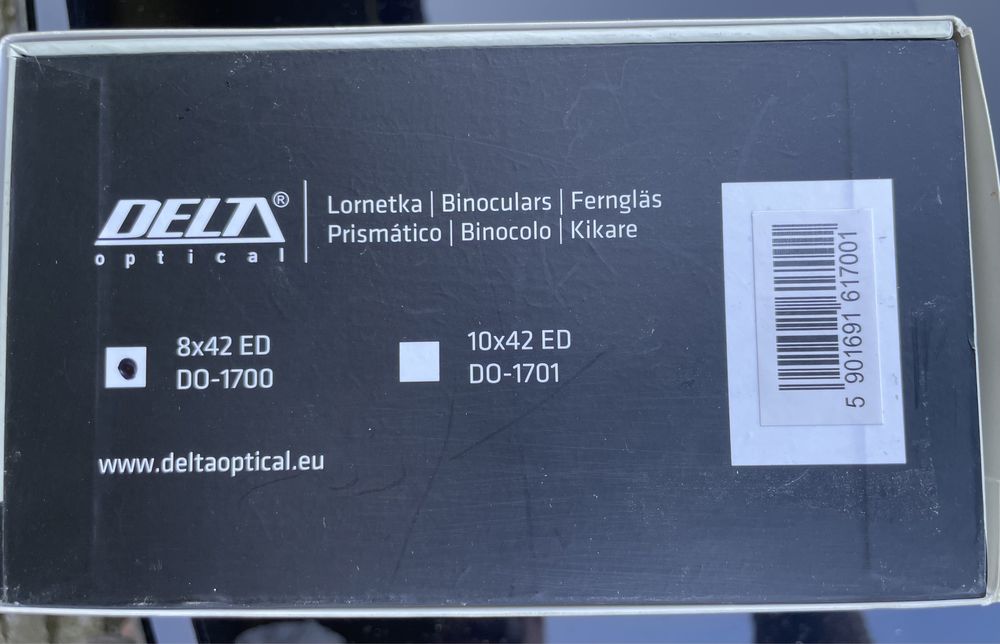 DELTA®
optical
Lornetka | Binoculars | Ferngläs
Prismático | Binocolo | Kikare
8x42 ED
DO-1700
10x42 ED
DO-1701
www.deltaoptical.eu
5 901691 617001